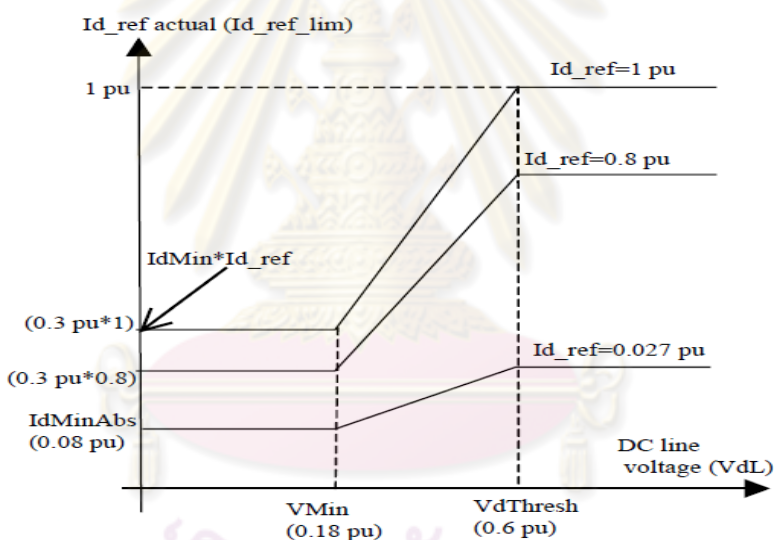 Id_ref actual (Id_ref_lim)
1 pu
Id_ref=1 pu
Id_ref=0.8 pu
IdMin*Id_ref
(0.3 pu*1)
Id_ref=0.027 pu
(0.3 pu*0.8)
IdMinAbs
(0.08 pu)
DC line
voltage (VdL)
VMin
(0.18 pu)
VdThresh
(0.6 pu)